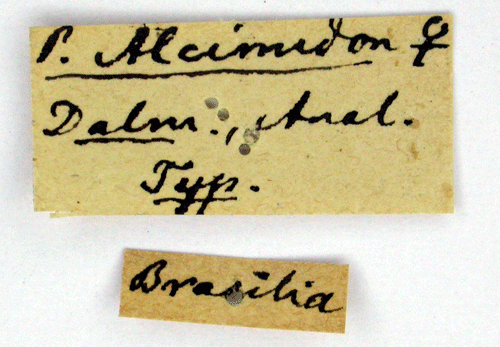 P. Alcimedon ♀
Dalm., Anal.
Typ.
Brasilia